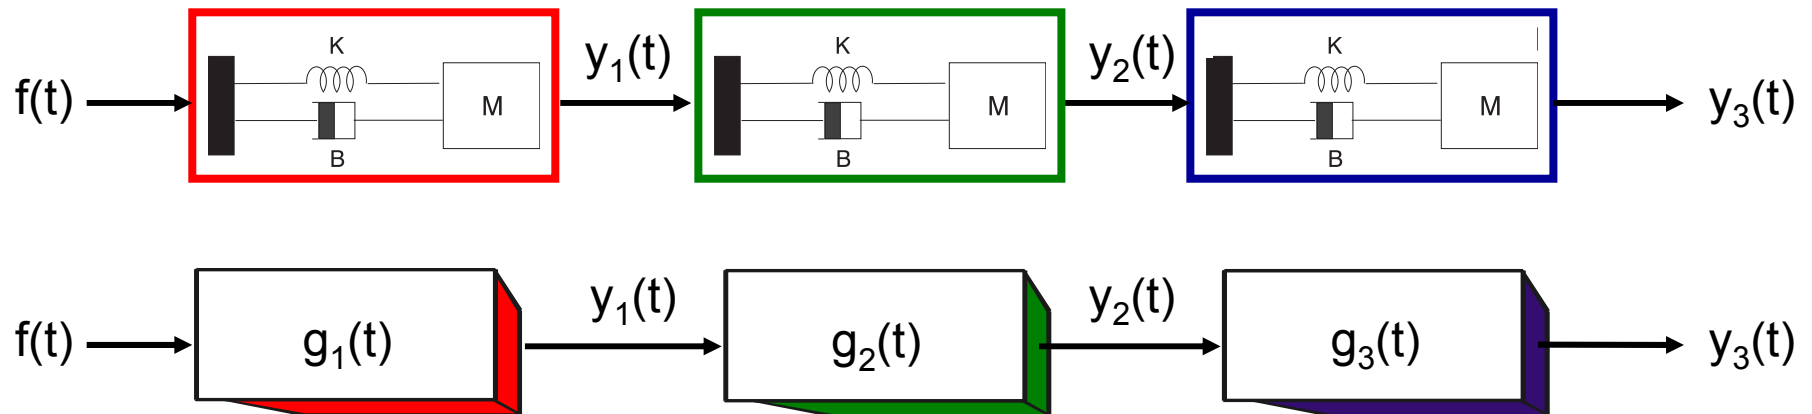 f(t) K B M y₁(t) K B M y₂(t) K B M y₃(t)
f(t) g₁(t) y₁(t) g₂(t) y₂(t) g₃(t) y₃(t)